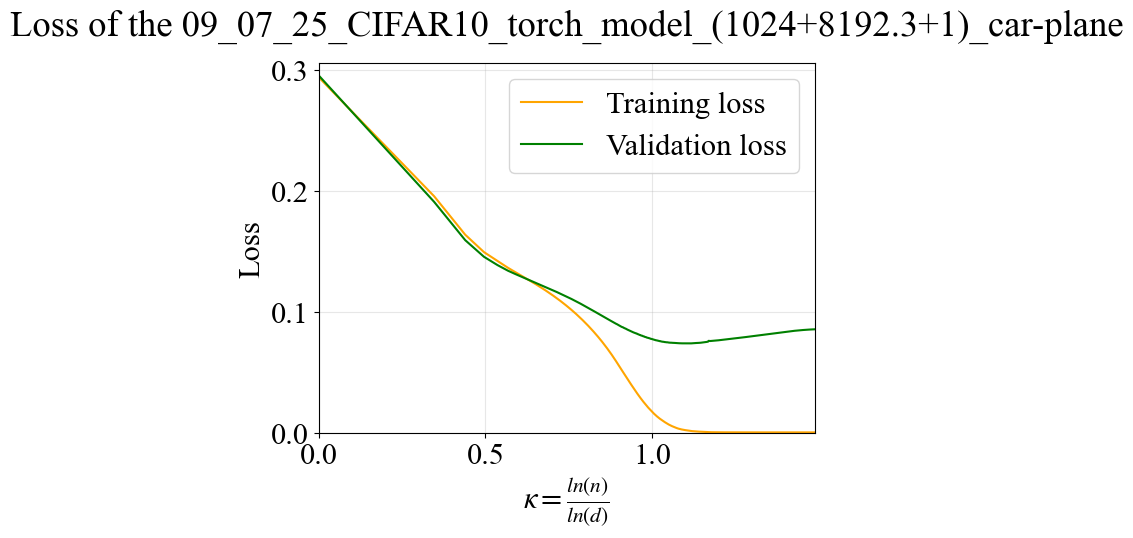 Loss of the 09_07_25_CIFAR10_torch_model_(1024+8192.3+1)_car-plane
0.3
0.2
0.1
0.0
Loss
Training loss
Validation loss
0.0 0.5 1.0
κ = ln(n) / ln(d)